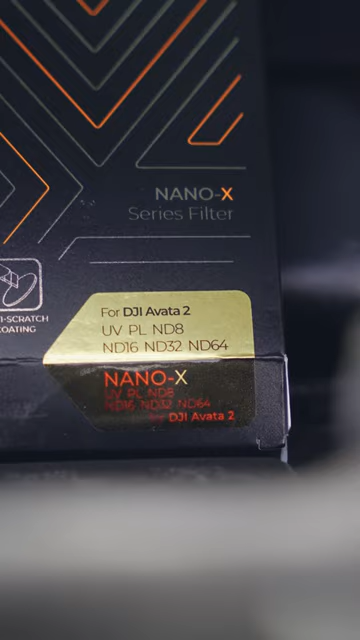 NANO-X
Series Filter
I-SCRATCH
COATING
For DJI Avata 2
UV PL ND8
ND16 ND32 ND64
NANO-X
UV PL ND8
ND16 ND32 ND64
For DJI Avata 2